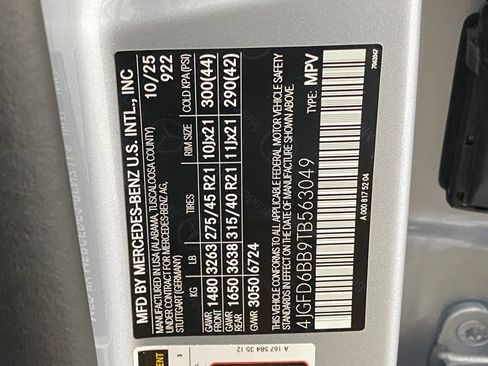 MFD BY MERCEDES-BENZ U.S. INTL., INC
IN USA/(ALABAMA, TUSCALOOSA COUNTY) 10/25
CONTRACTED FOR MERCEDES-BENZ AG,
STUTTGART/GERMANY 922
KG LB TIRES RIM SIZE COLD KPA(PSI)
GAWR FRONT 1480 3263 275/45 R21 10Jx21 300(44)
GAWR REAR 1650 3638 315/40 R21 11Jx21 290(42)
GVWR 3050 6724
THIS VEHICLE CONFORMS TO ALL APPLICABLE FEDERAL MOTOR VEHICLE SAFETY
STANDARDS IN EFFECT ON THE DATE OF MANUFACTURE SHOWN ABOVE.
4JGFD6BB9TB563049 TYPE: MPV
A 000 817 52 04
A 167 584 35 12
3